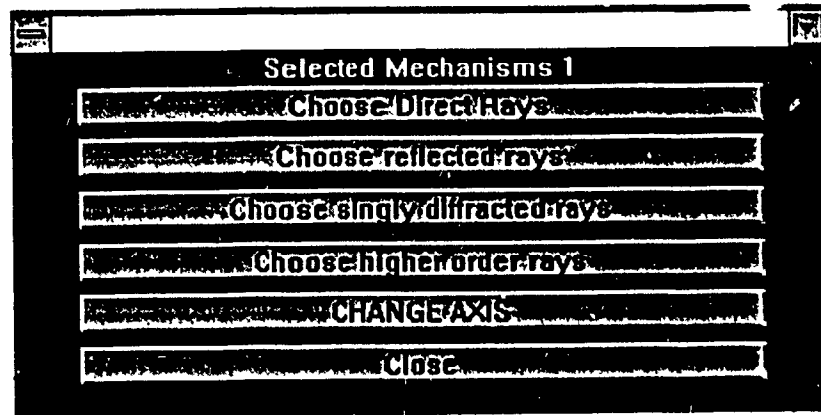 Selected Mechanisms 1
Choose Direct Rays
Choose reflected rays
Choose singly diffracted rays
Choose higher order rays
CHANGE AXIS
Close